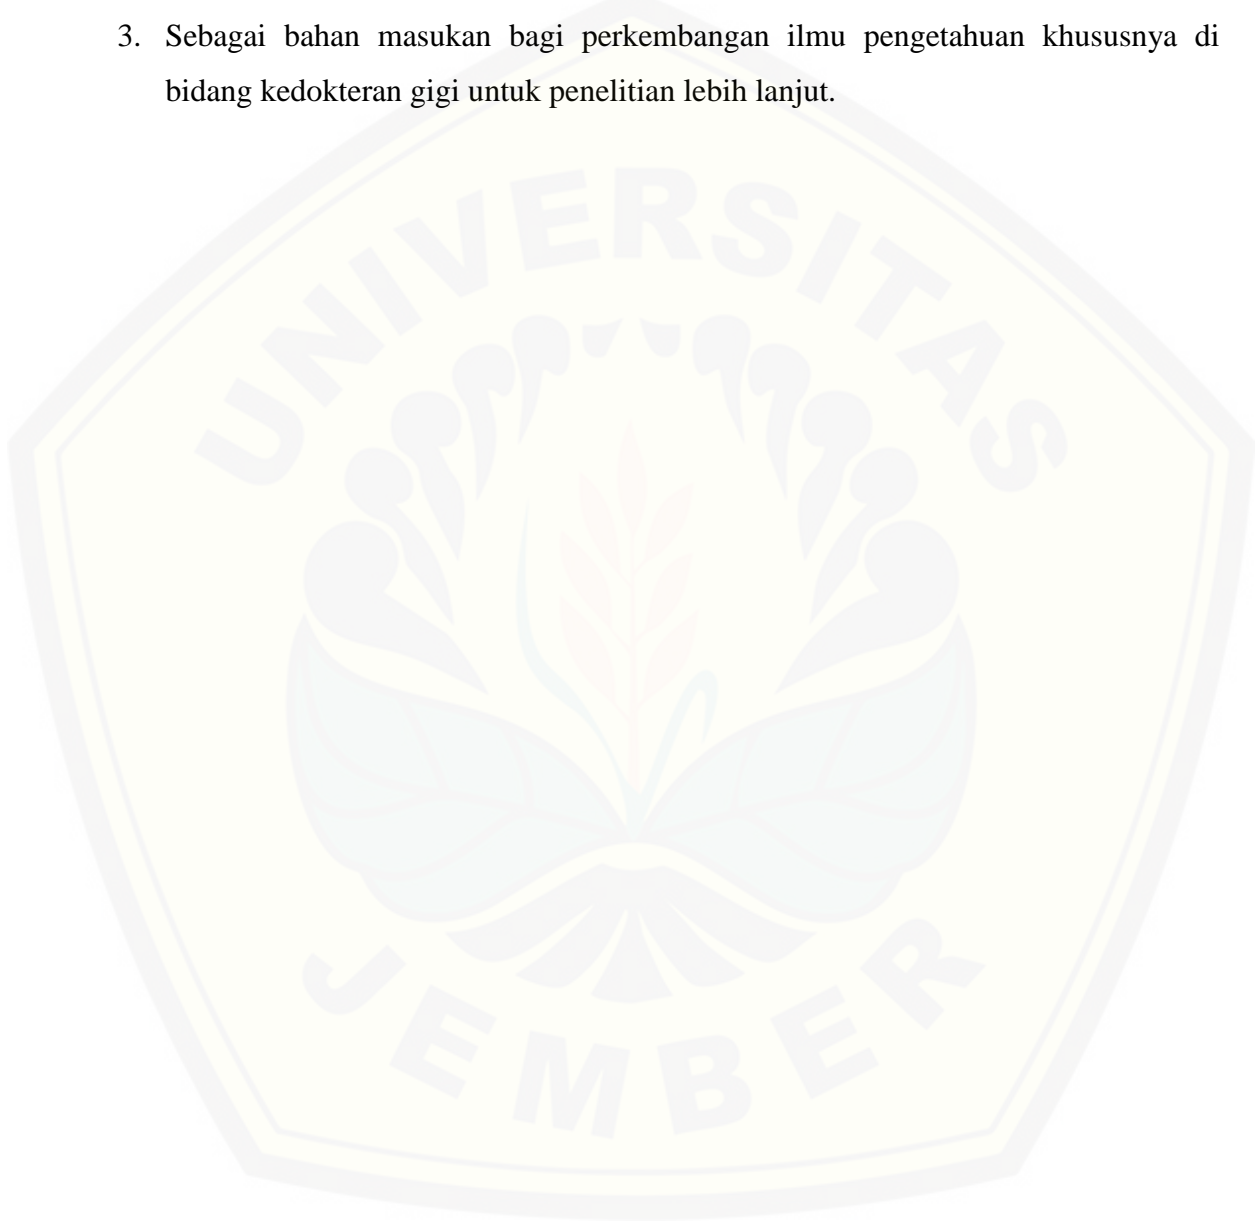 3. Sebagai bahan masukan bagi perkembangan ilmu pengetahuan khususnya di
bidang kedokteran gigi untuk penelitian lebih lanjut.
UNIVERSITAS
JEMBER